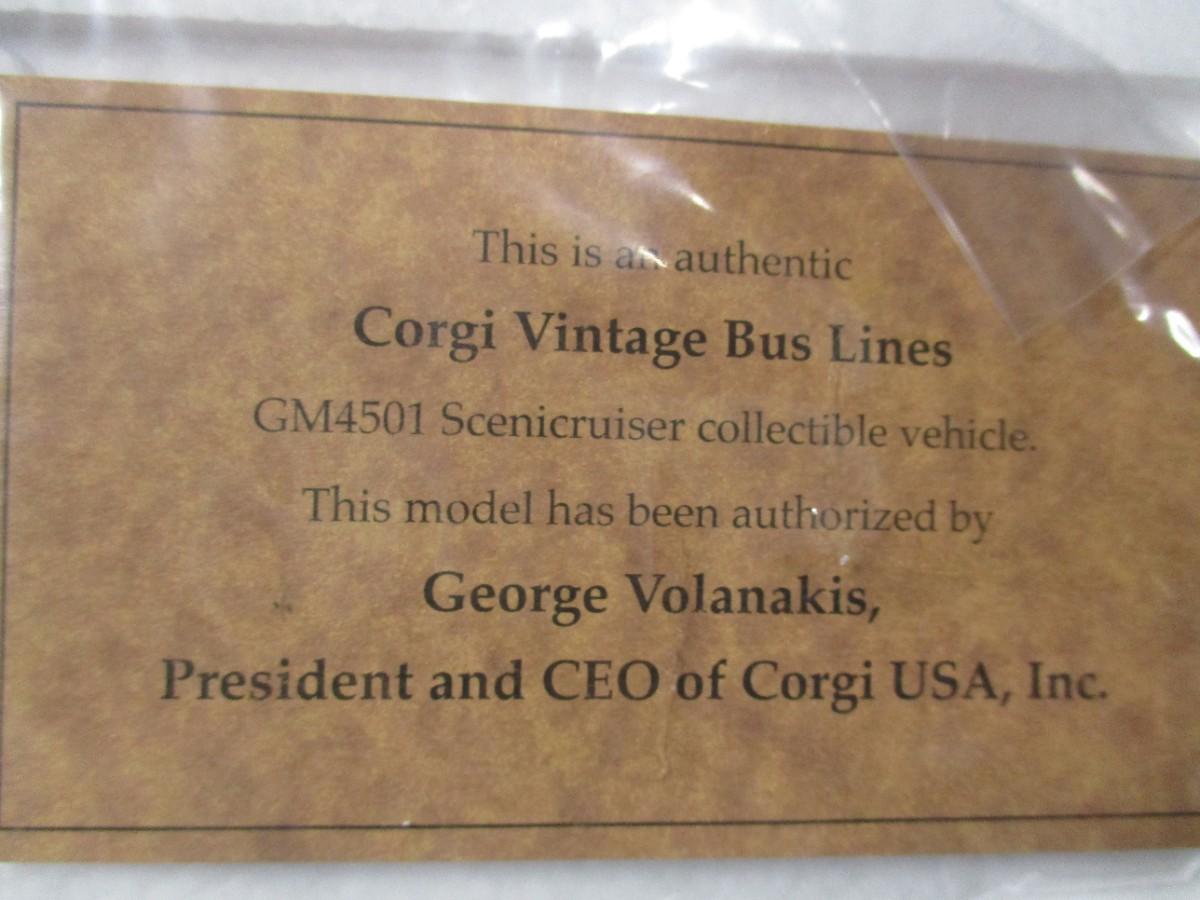 This is an authentic
Corgi Vintage Bus Lines
GM4501 Scenicruiser collectible vehicle.
This model has been authorized by
George Volanakis,
President and CEO of Corgi USA, Inc.